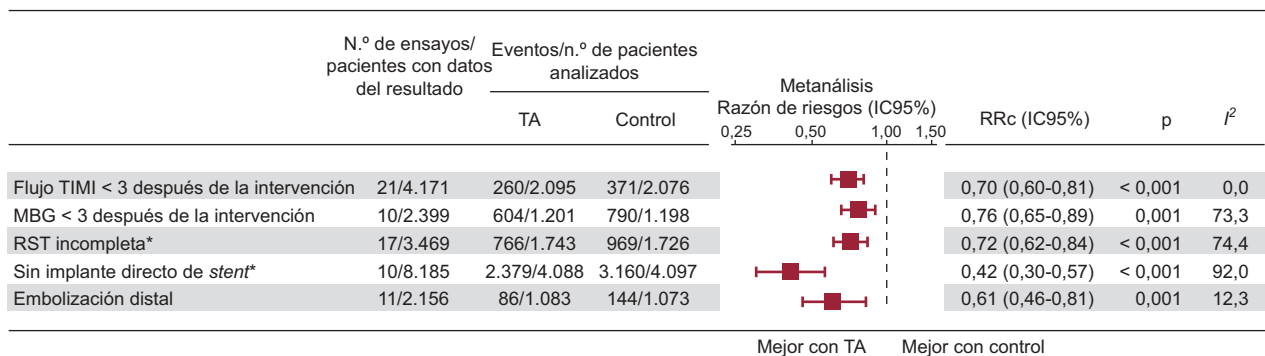 N.º de ensayos/
pacientes con datos
del resultado
Eventos/n.º de pacientes
analizados
TA Control
Metanálisis
Razón de riesgos (IC95%)
0,25 0,50 1,00 1,50
RRc (IC95%) p I²
Flujo TIMI < 3 después de la intervención 21/4.171 260/2.095 371/2.076 0,70 (0,60-0,81) < 0,001 0,0
MBG < 3 después de la intervención 10/2.399 604/1.201 790/1.198 0,76 (0,65-0,89) 0,001 73,3
RST incompleta* 17/3.469 766/1.743 969/1.726 0,72 (0,62-0,84) < 0,001 74,4
Sin implante directo de stent* 10/8.185 2.379/4.088 3.160/4.097 0,42 (0,30-0,57) < 0,001 92,0
Embolización distal 11/2.156 86/1.083 144/1.073 0,61 (0,46-0,81) 0,001 12,3
Mejor con TA Mejor con control